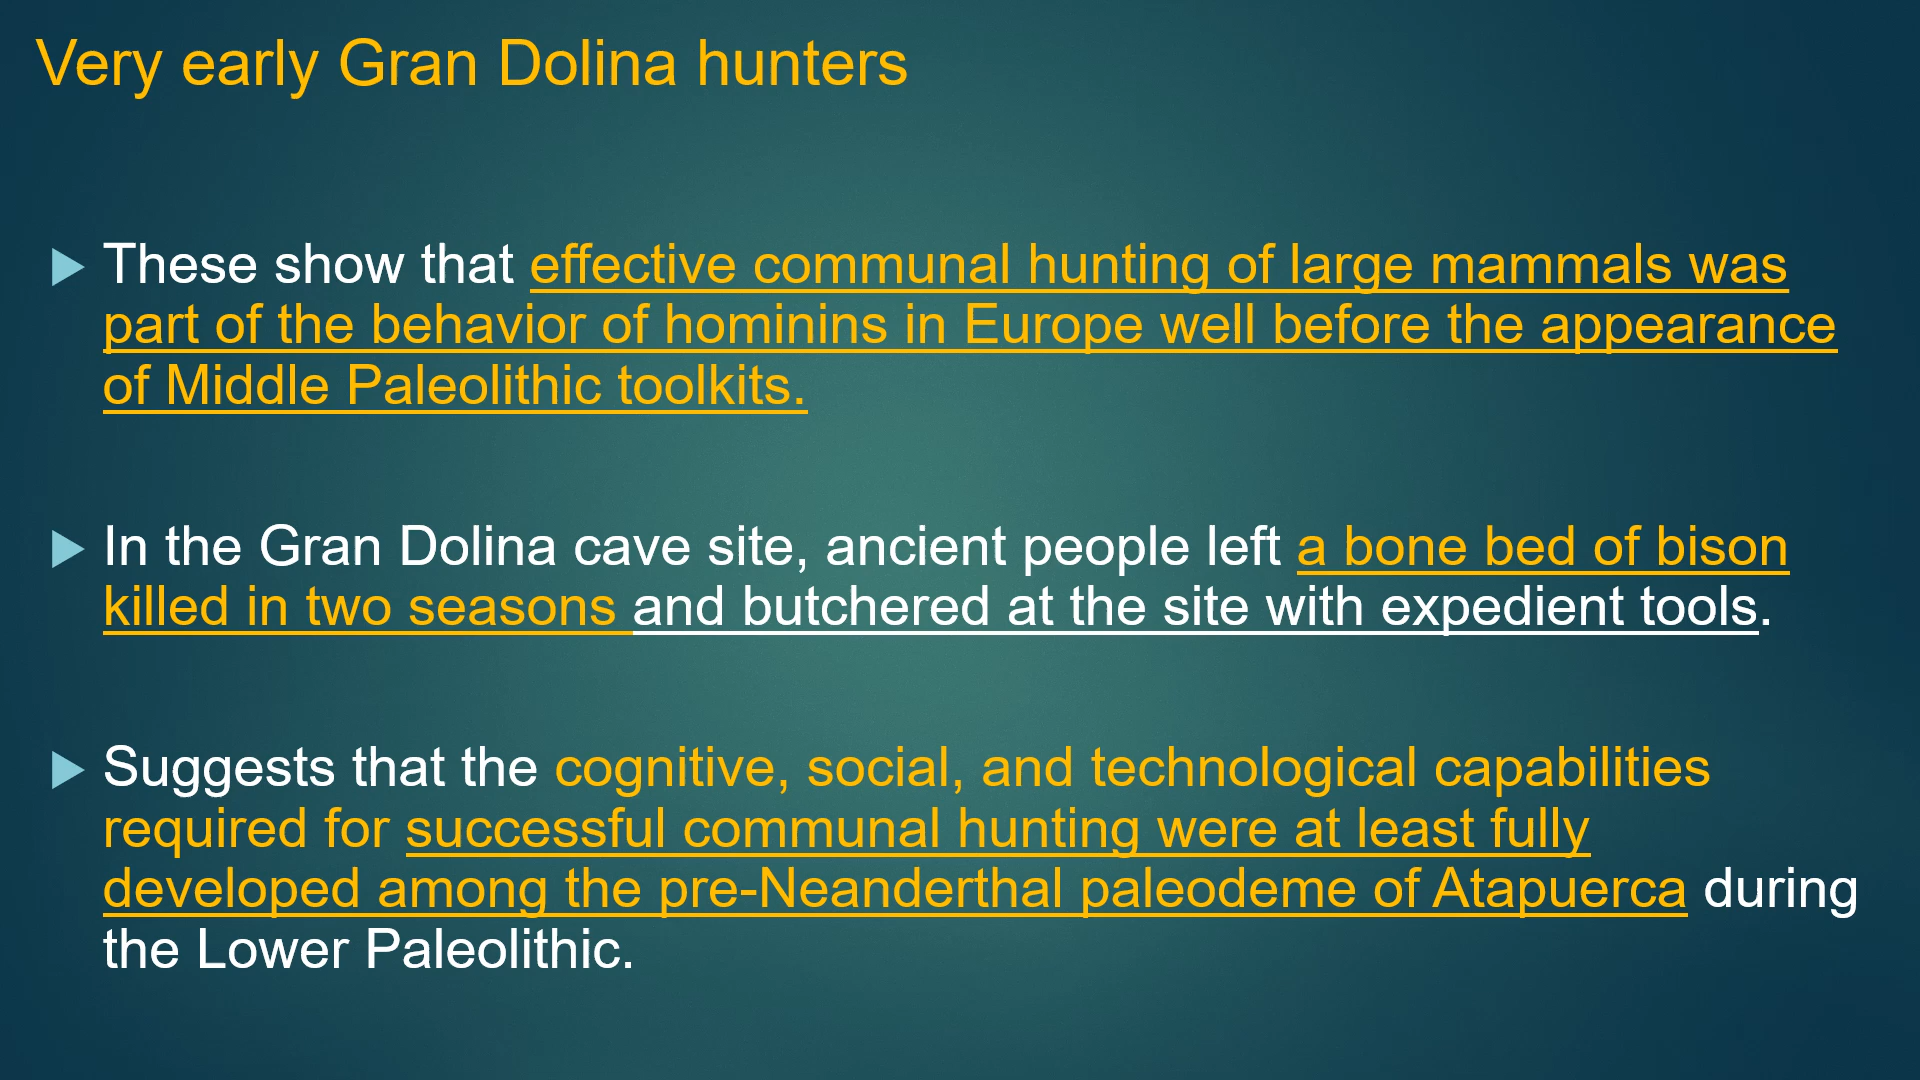 Very early Gran Dolina hunters
These show that effective communal hunting of large mammals was
part of the behavior of hominins in Europe well before the appearance
of Middle Paleolithic toolkits.
In the Gran Dolina cave site, ancient people left a bone bed of bison
killed in two seasons and butchered at the site with expedient tools.
Suggests that the cognitive, social, and technological capabilities
required for successful communal hunting were at least fully
developed among the pre-Neanderthal paleodeme of Atapuerca during
the Lower Paleolithic.